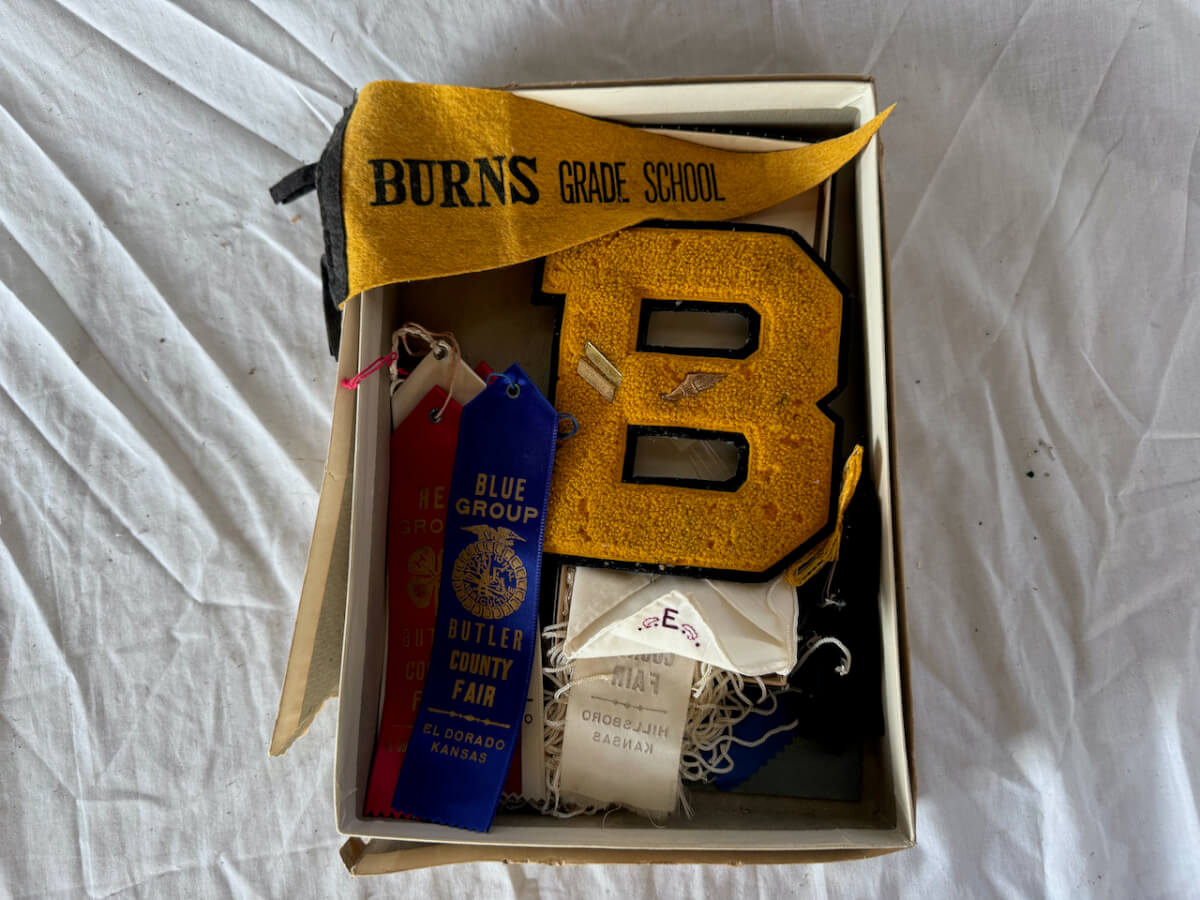 BURNS GRADE SCHOOL
B
BLUE
GROUP
BUTLER
COUNTY
FAIR
EL DORADO
KANSAS
E
FAIR
HILLSBORO
KANSAS